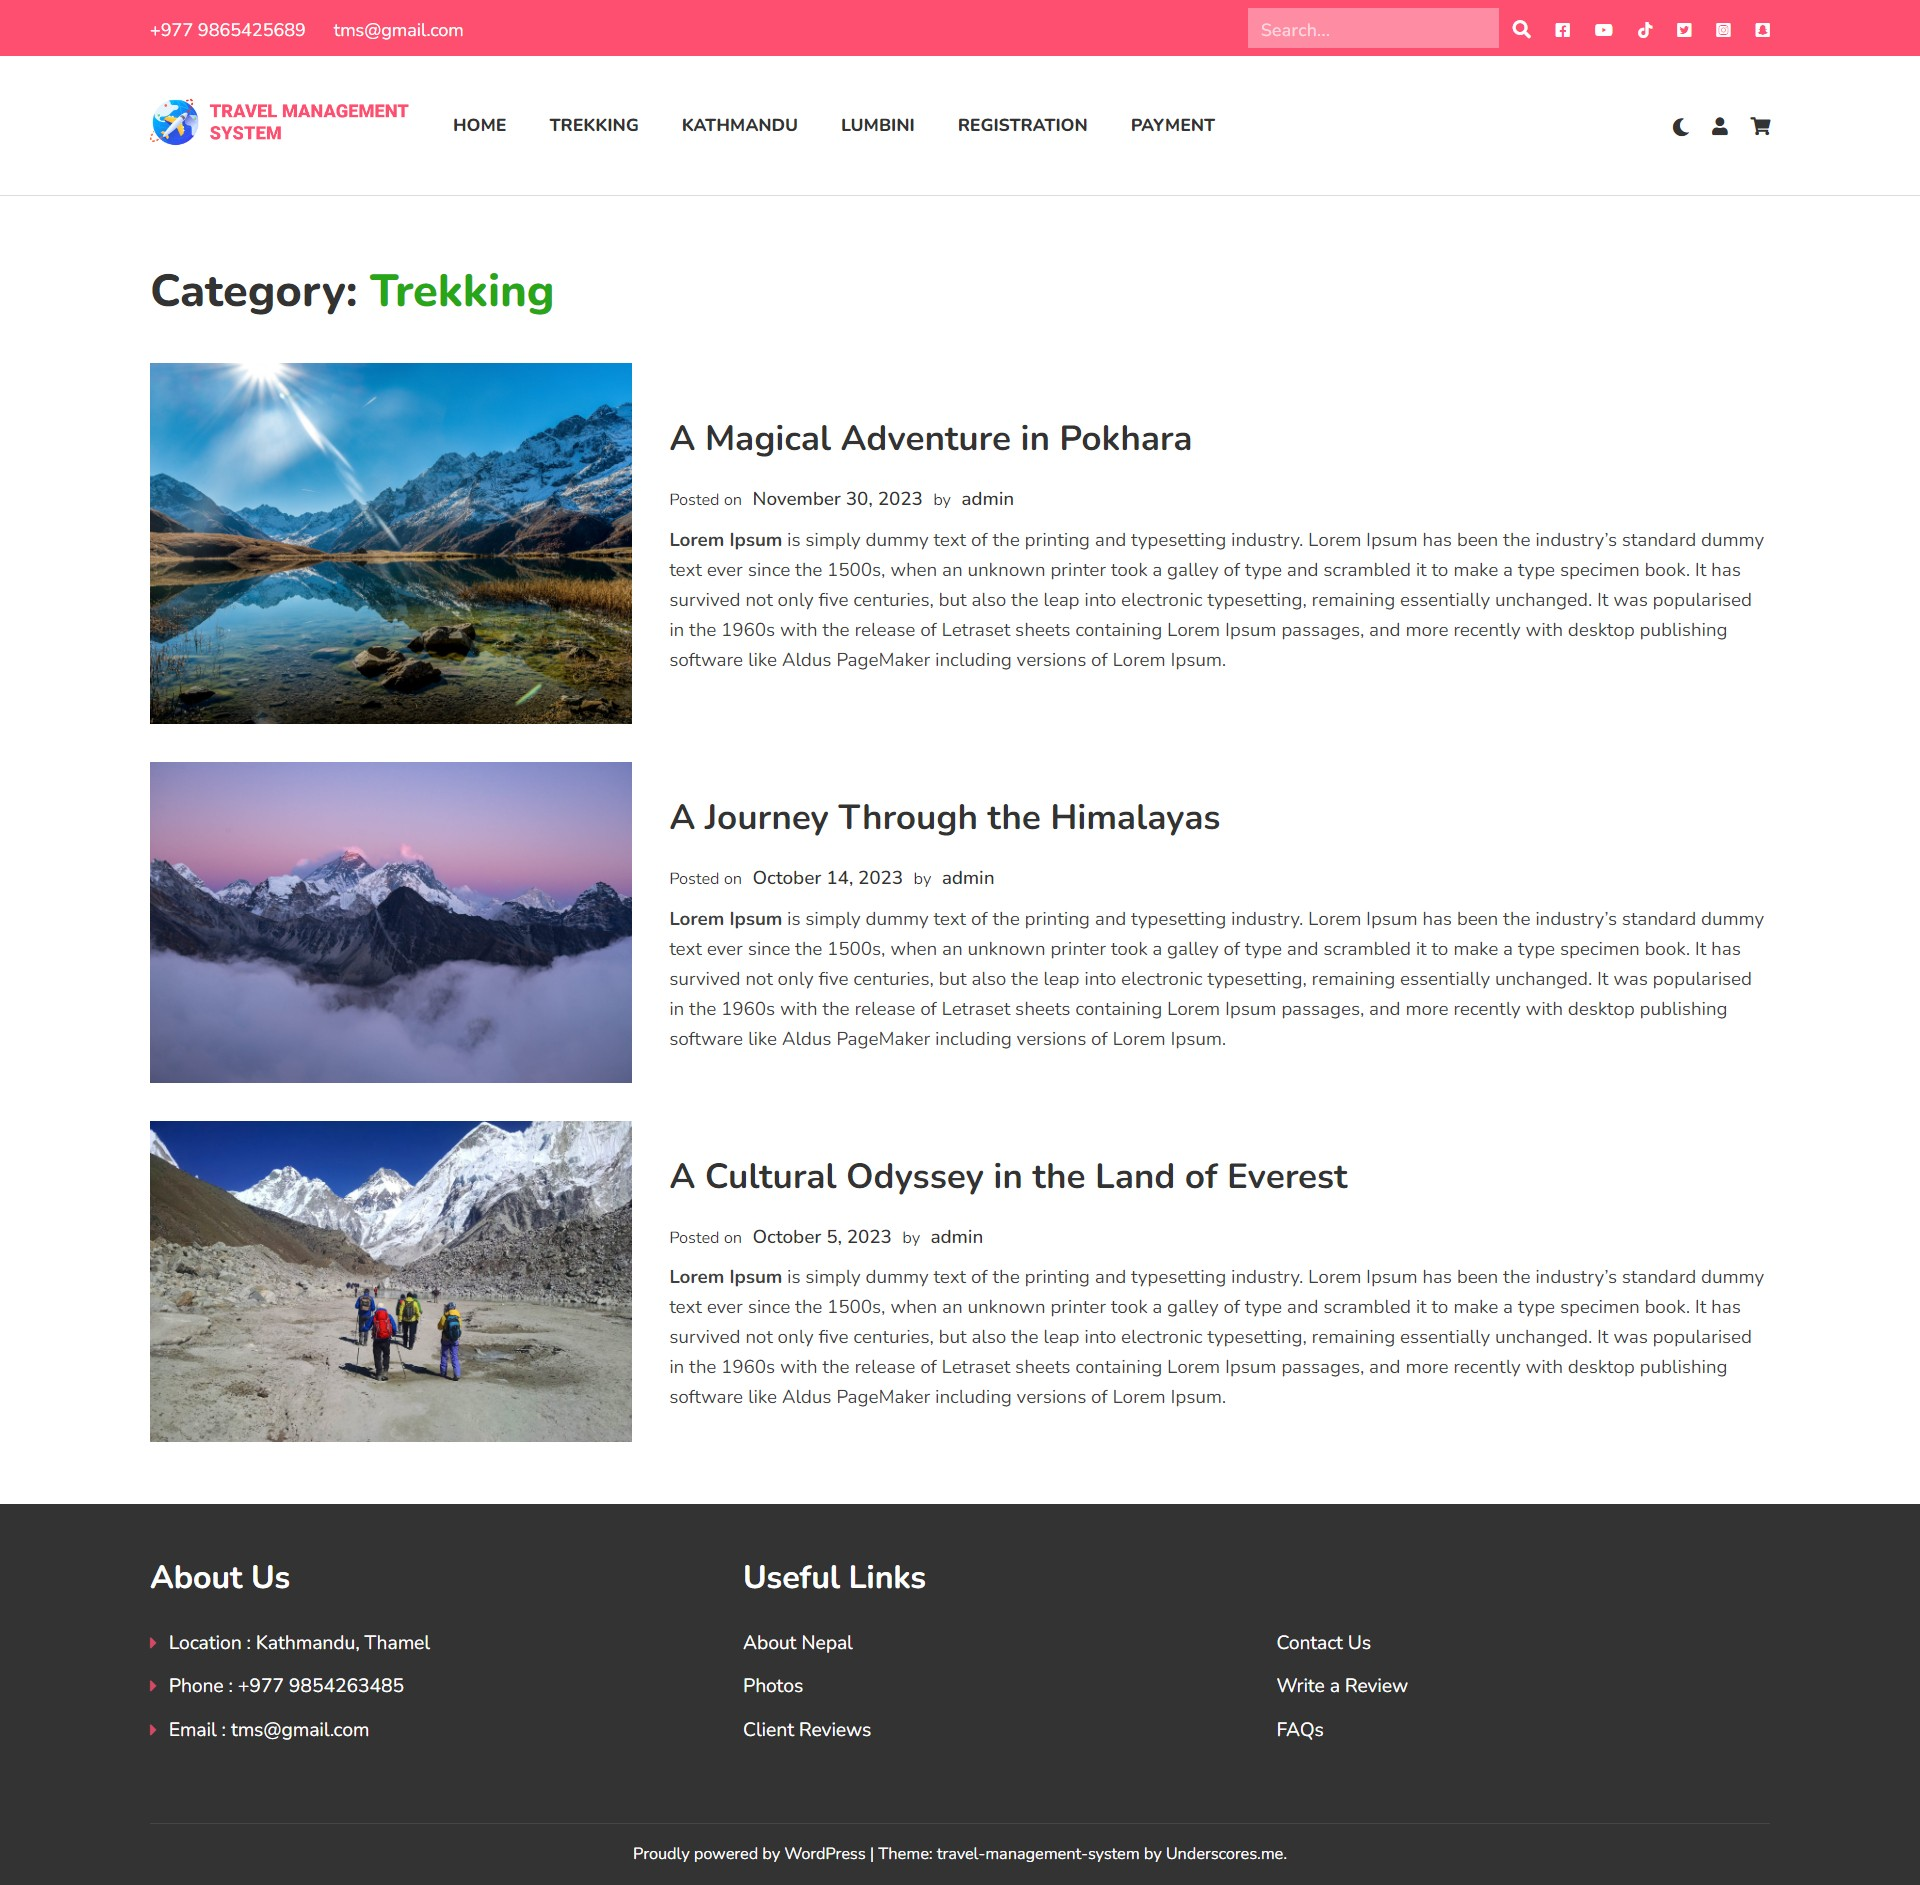 +977 9865425689 tms@gmail.com Search...
TRAVEL MANAGEMENT
SYSTEM
HOME TREKKING KATHMANDU LUMBINI REGISTRATION PAYMENT
Category: Trekking
A Magical Adventure in Pokhara
Posted on November 30, 2023 by admin
Lorem Ipsum is simply dummy text of the printing and typesetting industry. Lorem Ipsum has been the industry’s standard dummy
text ever since the 1500s, when an unknown printer took a galley of type and scrambled it to make a type specimen book. It has
survived not only five centuries, but also the leap into electronic typesetting, remaining essentially unchanged. It was popularised
in the 1960s with the release of Letraset sheets containing Lorem Ipsum passages, and more recently with desktop publishing
software like Aldus PageMaker including versions of Lorem Ipsum.
A Journey Through the Himalayas
Posted on October 14, 2023 by admin
Lorem Ipsum is simply dummy text of the printing and typesetting industry. Lorem Ipsum has been the industry’s standard dummy
text ever since the 1500s, when an unknown printer took a galley of type and scrambled it to make a type specimen book. It has
survived not only five centuries, but also the leap into electronic typesetting, remaining essentially unchanged. It was popularised
in the 1960s with the release of Letraset sheets containing Lorem Ipsum passages, and more recently with desktop publishing
software like Aldus PageMaker including versions of Lorem Ipsum.
A Cultural Odyssey in the Land of Everest
Posted on October 5, 2023 by admin
Lorem Ipsum is simply dummy text of the printing and typesetting industry. Lorem Ipsum has been the industry’s standard dummy
text ever since the 1500s, when an unknown printer took a galley of type and scrambled it to make a type specimen book. It has
survived not only five centuries, but also the leap into electronic typesetting, remaining essentially unchanged. It was popularised
in the 1960s with the release of Letraset sheets containing Lorem Ipsum passages, and more recently with desktop publishing
software like Aldus PageMaker including versions of Lorem Ipsum.
About Us
Location : Kathmandu, Thamel
Phone : +977 9854263485
Email : tms@gmail.com
Useful Links
About Nepal
Photos
Client Reviews
Contact Us
Write a Review
FAQs
Proudly powered by WordPress | Theme: travel-management-system by Underscores.me.